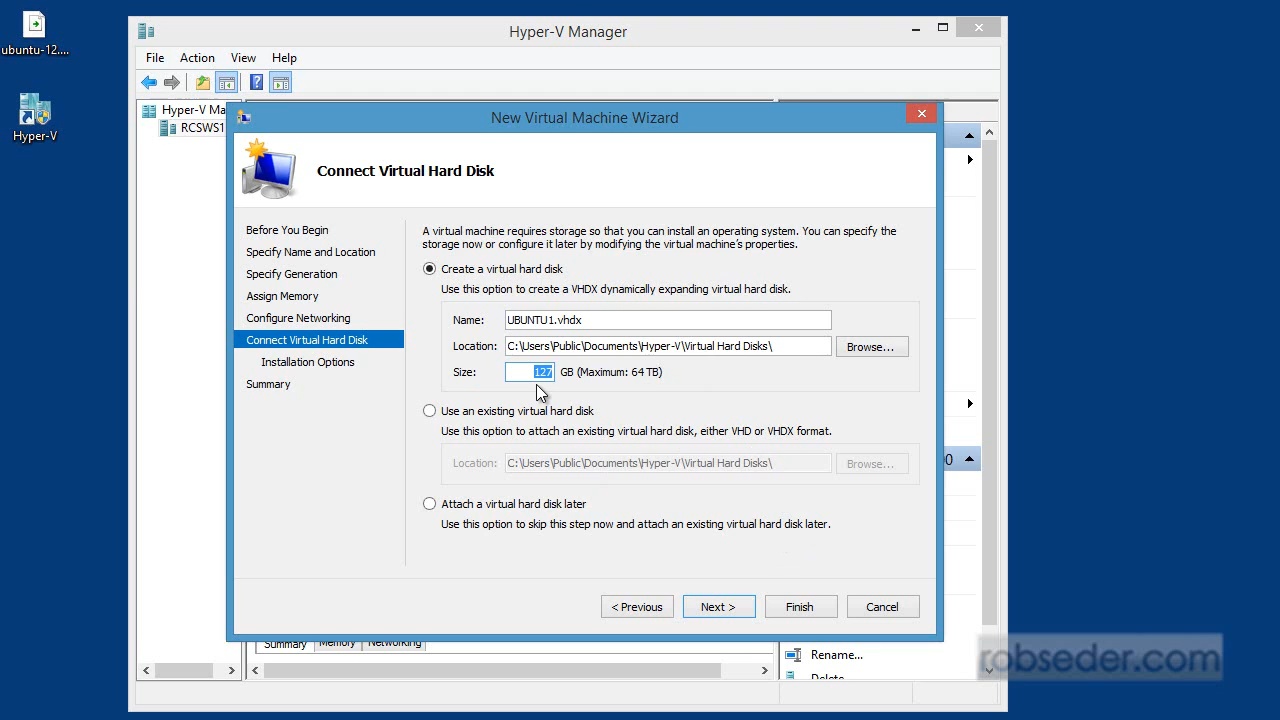 ubuntu-12....
Hyper-V
Hyper-V Manager
File Action View Help
Hyper-V Ma
RCSWS1
New Virtual Machine Wizard
Connect Virtual Hard Disk
Before You Begin
Specify Name and Location
Specify Generation
Assign Memory
Configure Networking
Connect Virtual Hard Disk
Installation Options
Summary
A virtual machine requires storage so that you can install an operating system. You can specify the
storage now or configure it later by modifying the virtual machine's properties.
Create a virtual hard disk
Use this option to create a VHDX dynamically expanding virtual hard disk.
Name: UBUNTU1.vhdx
Location: C:\Users\Public\Documents\Hyper-V\Virtual Hard Disks\ Browse...
Size: 127 GB (Maximum: 64 TB)
Use an existing virtual hard disk
Use this option to attach an existing virtual hard disk, either VHD or VHDX format.
Location: C:\Users\Public\Documents\Hyper-V\Virtual Hard Disks\ Browse...
Attach a virtual hard disk later
Use this option to skip this step now and attach an existing virtual hard disk later.
< Previous Next > Finish Cancel
Summary Memory Networking
Rename...
Delete
robseder.com